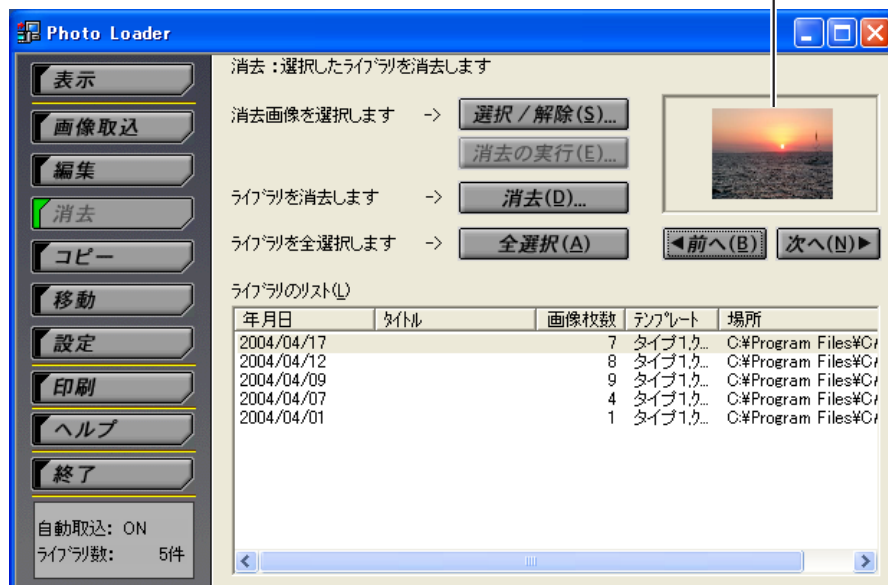 Photo Loader
表示
画像取込
編集
消去
コピー
移動
設定
印刷
ヘルプ
終了
自動取込: ON
ライブラリ数: 5件
消去:選択したライブラリを消去します
消去画像を選択します -> 選択/解除(S)...
消去の実行(E)...
ライブラリを消去します -> 消去(D)...
ライブラリを全選択します -> 全選択(A)
◀前へ(B) 次へ(N)▶
ライブラリのリスト(L)
年月日 タイトル 画像枚数 テンプレート 場所
2004/04/17 7 タイプ1,ク... C:¥Program Files¥CA
2004/04/12 8 タイプ1,ク... C:¥Program Files¥CA
2004/04/09 9 タイプ1,ク... C:¥Program Files¥CA
2004/04/07 4 タイプ1,ク... C:¥Program Files¥CA
2004/04/01 1 タイプ1,ク... C:¥Program Files¥CA